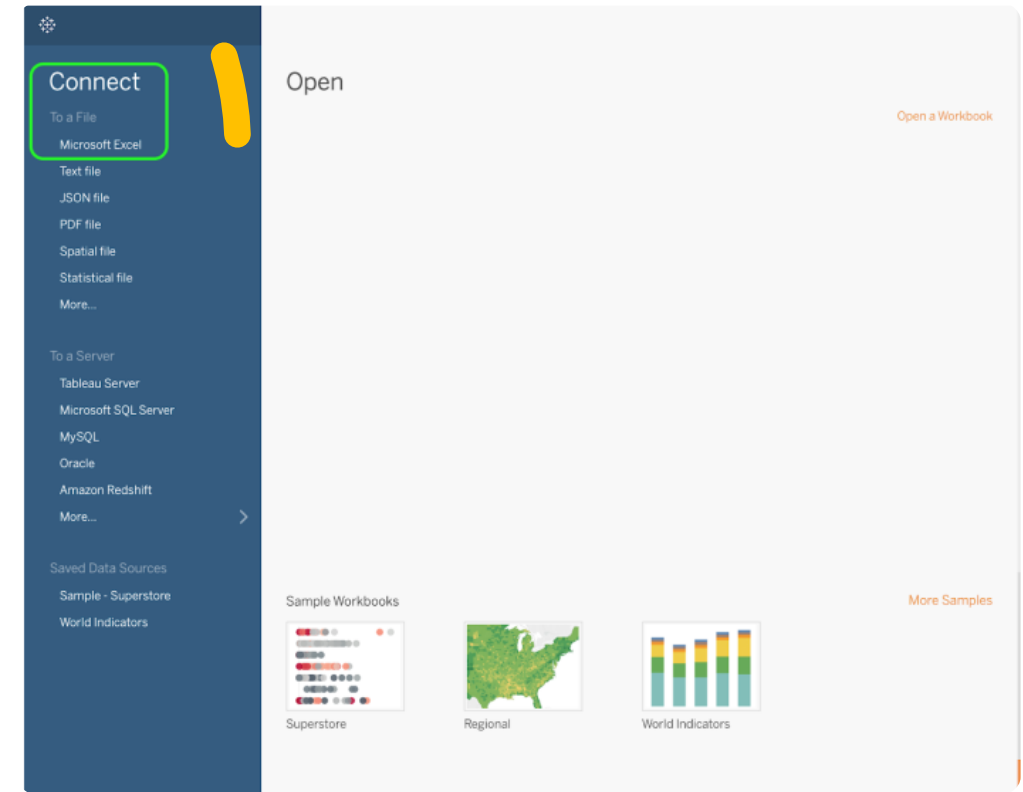 Connect
To a File
Microsoft Excel
Text file
JSON file
PDF file
Spatial file
Statistical file
More...
To a Server
Tableau Server
Microsoft SQL Server
MySQL
Oracle
Amazon Redshift
More...
Saved Data Sources
Sample - Superstore
World Indicators
Open
Open a Workbook
Sample Workbooks
More Samples
Superstore
Regional
World Indicators